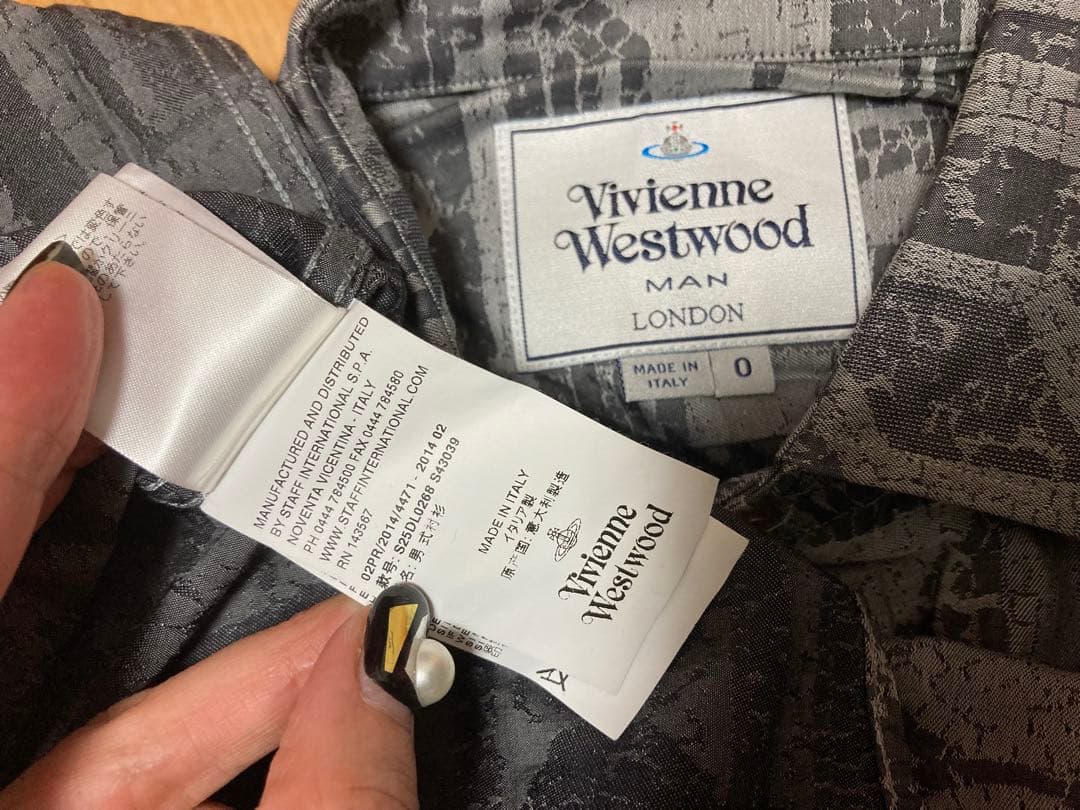 Vivienne
Westwood
MAN
LONDON
MADE IN
ITALY
0
MANUFACTURED AND DISTRIBUTED
BY STAFF INTERNATIONAL S.P.A.
NOVENTA VICENTINA - ITALY
PH 0444 784500 FAX 0444 784580
WWW.STAFFINTERNATIONAL.COM
RN 143567
02PR/2014/4471 - 2014 02
款号: S25DL0268 S43039
名: 男式衬衫
MADE IN ITALY
イタリア製
原产国: 意大利製造
Vivienne
Westwood